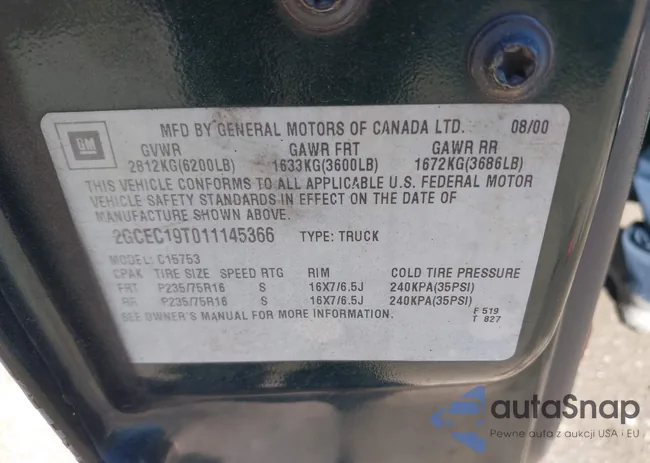 GM
MFD BY GENERAL MOTORS OF CANADA LTD. 08/00
GVWR GAWR FRT GAWR RR
2812KG(6200LB) 1633KG(3600LB) 1672KG(3686LB)
THIS VEHICLE CONFORMS TO ALL APPLICABLE U.S. FEDERAL MOTOR
VEHICLE SAFETY STANDARDS IN EFFECT ON THE DATE OF
MANUFACTURE SHOWN ABOVE.
2GCEC19T011145366 TYPE: TRUCK
MODEL: C15753
CPAK TIRE SIZE SPEED RTG RIM COLD TIRE PRESSURE
FRT P235/75R16 S 16X7/6.5J 240KPA(35PSI)
RR P235/75R16 S 16X7/6.5J 240KPA(35PSI)
SEE OWNER'S MANUAL FOR MORE INFORMATION.
E 519
T 827
autaSnap
Pewne auta z aukcji USA i EU